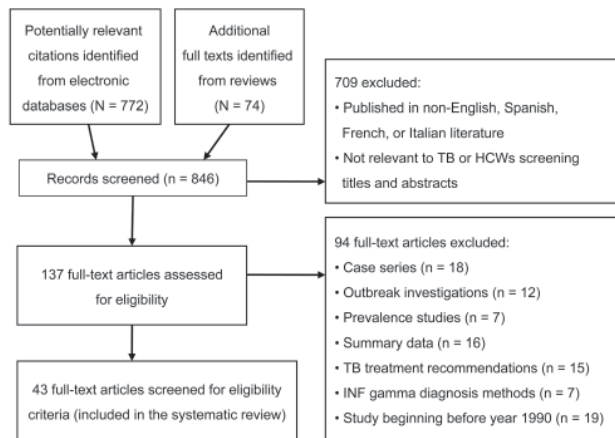 Potentially relevant
citations identified
from electronic
databases (N = 772)
Additional
full texts identified
from reviews
(N = 74)
709 excluded:
• Published in non-English, Spanish,
French, or Italian literature
• Not relevant to TB or HCWs screening
titles and abstracts
Records screened (n = 846)
137 full-text articles assessed
for eligibility
94 full-text articles excluded:
• Case series (n = 18)
• Outbreak investigations (n = 12)
• Prevalence studies (n = 7)
• Summary data (n = 16)
• TB treatment recommendations (n = 15)
• INF gamma diagnosis methods (n = 7)
• Study beginning before year 1990 (n = 19)
43 full-text articles screened for eligibility
criteria (included in the systematic review)